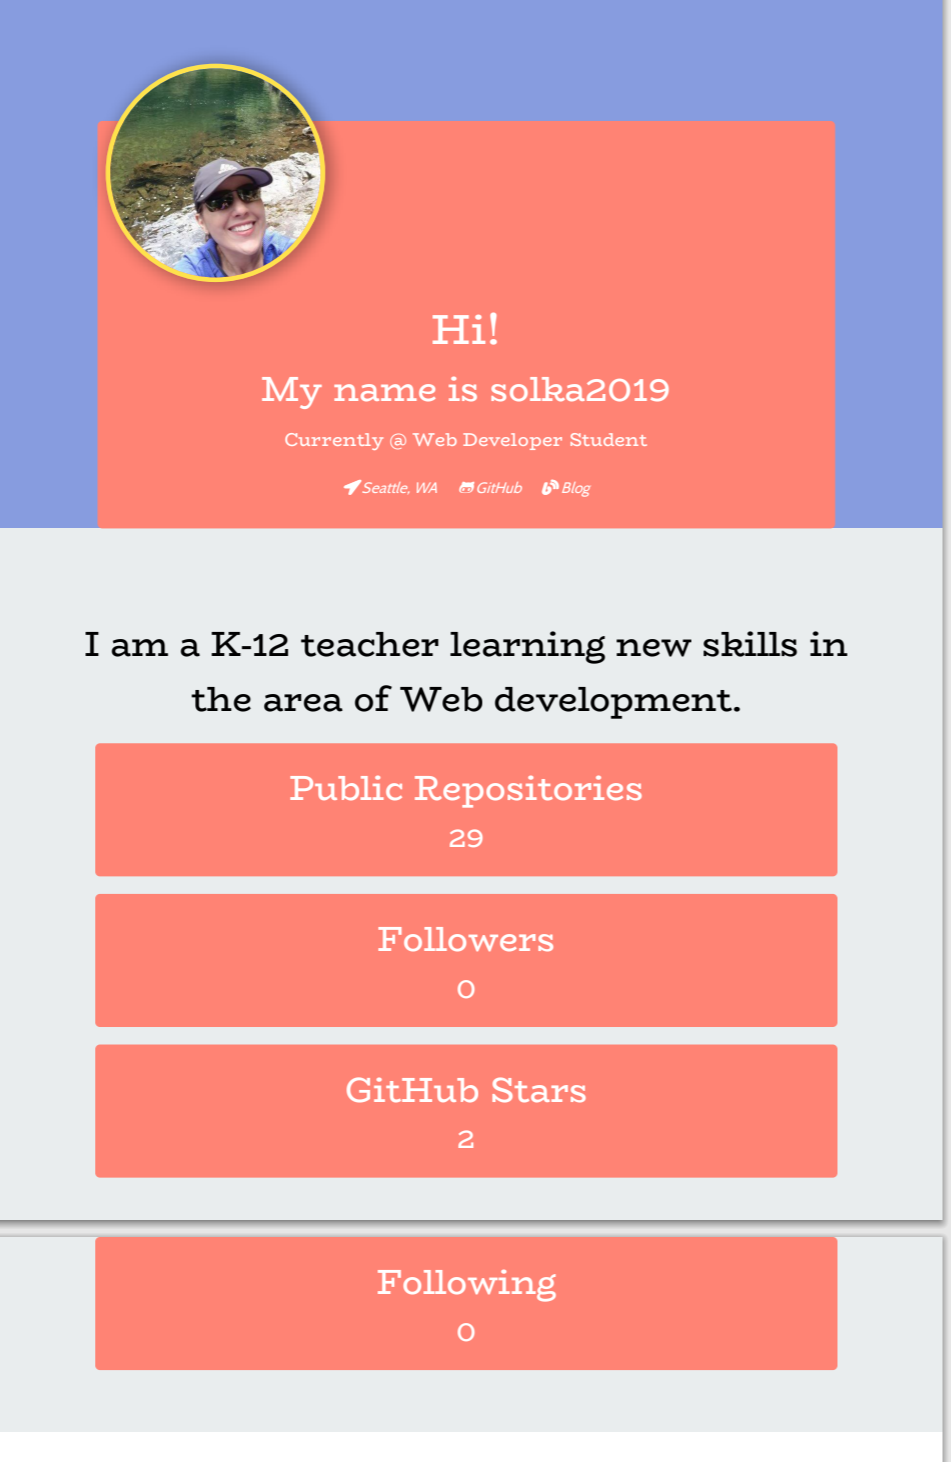 Hi!
My name is solka2019
Currently @ Web Developer Student
Seattle, WA GitHub Blog
I am a K-12 teacher learning new skills in
the area of Web development.
Public Repositories
29
Followers
0
GitHub Stars
2
Following
0